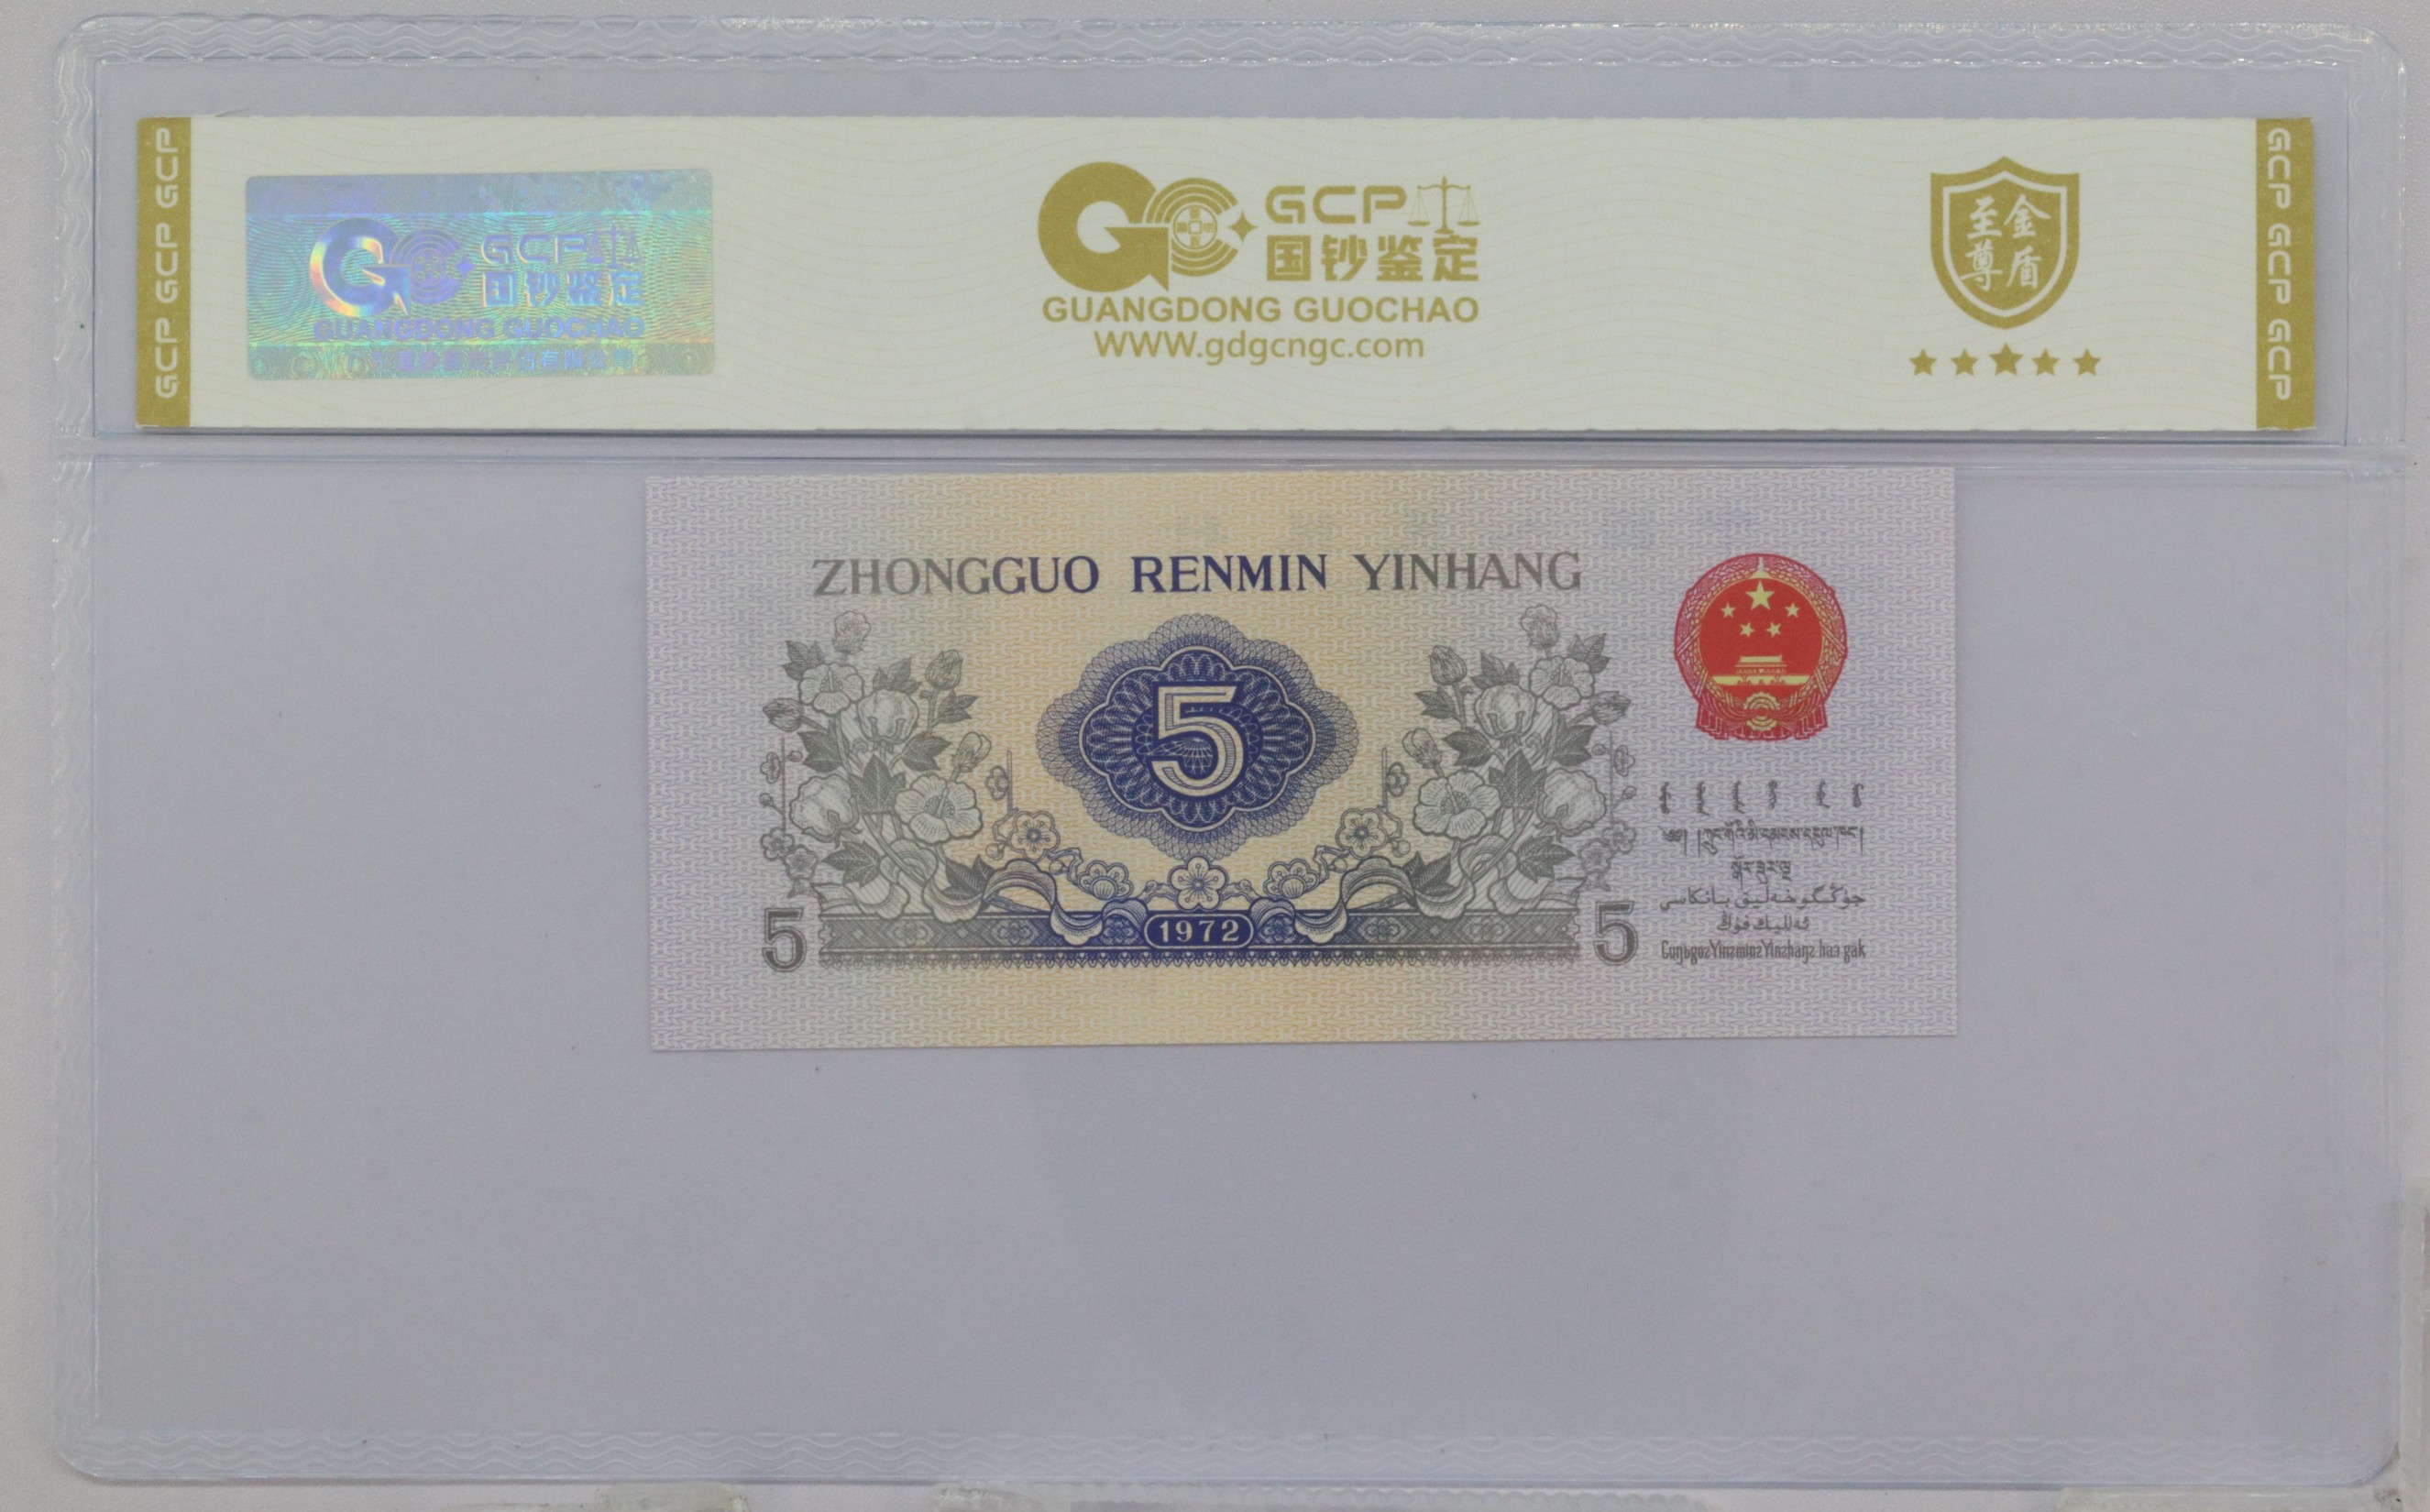 GCP GCP GCP
GCP
国钞鉴定
GUANGDONG GUOCHAO
GCP
国钞鉴定
GUANGDONG GUOCHAO
www.gdgcngc.com
至尊
金盾
GCP GCP GCP
ZHONGGUO RENMIN YINHANG
5
1972
5
5